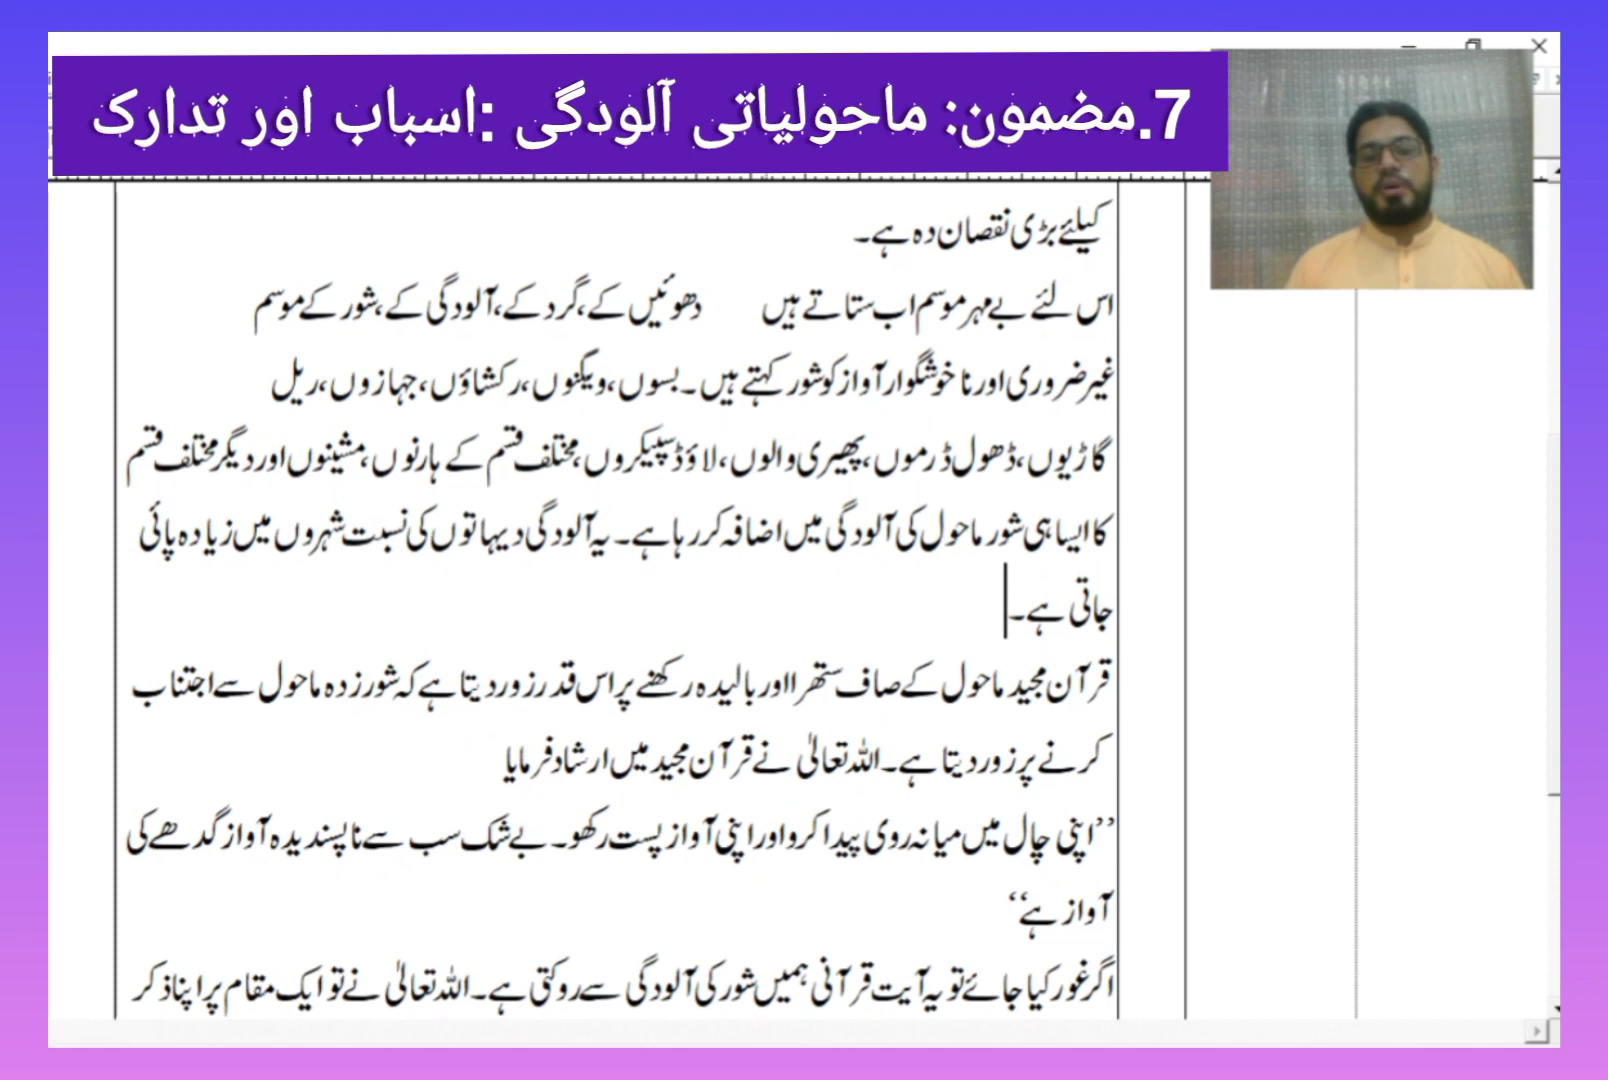 7.مضمون: ماحولیاتی آلودگی :اسباب اور تدارک
کیلئے بڑی نقصان دہ ہے۔
اس لئے بے مہر موسم اب ستاتے ہیں دھوئیں کے،گرد کے،آلودگی کے،شور کے موسم
غیر ضروری اور نا خوشگوار آواز کو شور کہتے ہیں۔بسوں،ویگنوں،رکشاؤں،جہازوں،ریل
گاڑیوں،ڈھول ڈرموں،پھیری والوں،لاؤڈ سپیکروں،مختلف قسم کے ہارنوں،مشینوں اور دیگر مختلف قسم
کا ایسا ہی شور ماحول کی آلودگی میں اضافہ کر رہا ہے۔یہ آلودگی دیہاتوں کی نسبت شہروں میں زیادہ پائی
جاتی ہے۔
قرآن مجید ماحول کے صاف ستھرا اور بالیدہ رکھنے پر اس قدر زور دیتا ہے کہ شور زدہ ماحول سے اجتناب
کرنے پر زور دیتا ہے۔اللہ تعالیٰ نے قرآن مجید میں ارشاد فرمایا
’’اپنی چال میں میانہ روی پیدا کرو اور اپنی آواز پست رکھو۔بے شک سب سے ناپسندیدہ آواز گدھے کی
آواز ہے‘‘
اگر غور کیا جائے تو یہ آیت قرآنی ہمیں شور کی آلودگی سے روکتی ہے۔اللہ تعالیٰ نے تو ایک مقام پر اپنا ذکر